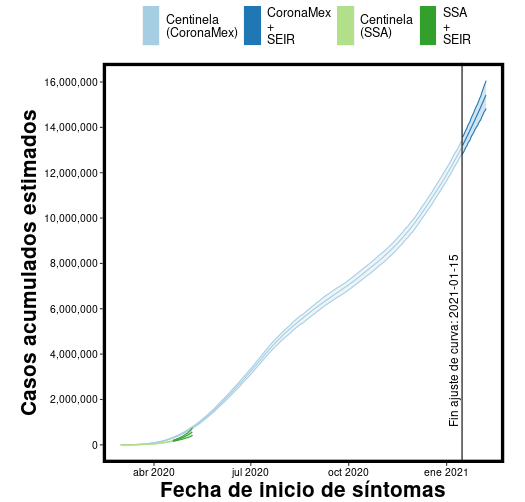 Centinela
(CoronaMex)
CoronaMex
+
SEIR
Centinela
(SSA)
SSA
+
SEIR
Casos acumulados estimados
16,000,000
14,000,000
12,000,000
10,000,000
8,000,000
6,000,000
4,000,000
2,000,000
0
Fin ajuste de curva: 2021-01-15
abr 2020
jul 2020
oct 2020
ene 2021
Fecha de inicio de síntomas